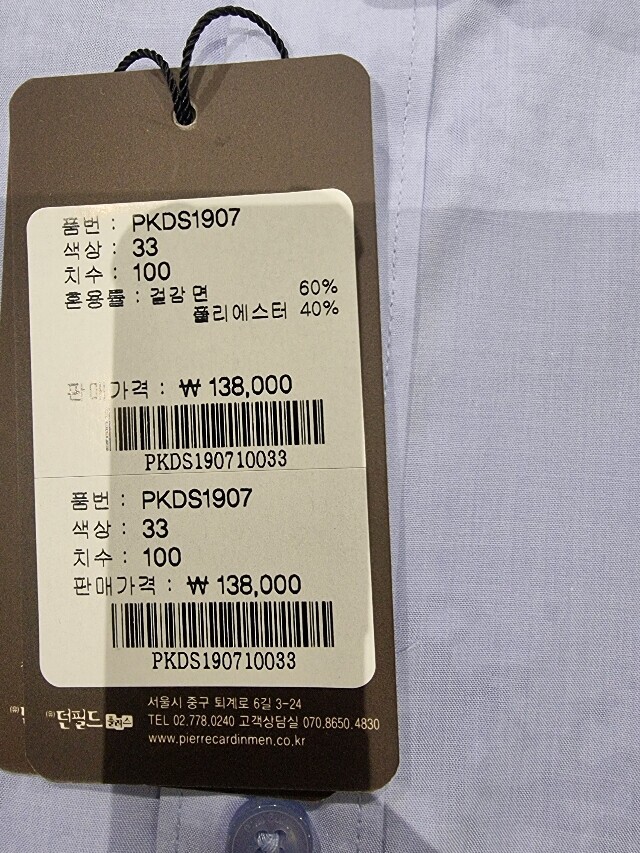 품번 : PKDS1907
색상 : 33
치수 : 100
혼용률 : 겉감 면 60%
폴리에스터 40%
판매가격 : ₩ 138,000
PKDS190710033
품번 : PKDS1907
색상 : 33
치수 : 100
판매가격 : ₩ 138,000
PKDS190710033
서울시 중구 퇴계로 6길 3-24
㈜던필드플러스 TEL 02.778.0240 고객상담실 070.8650.4830
www.pierrecardinmen.co.kr